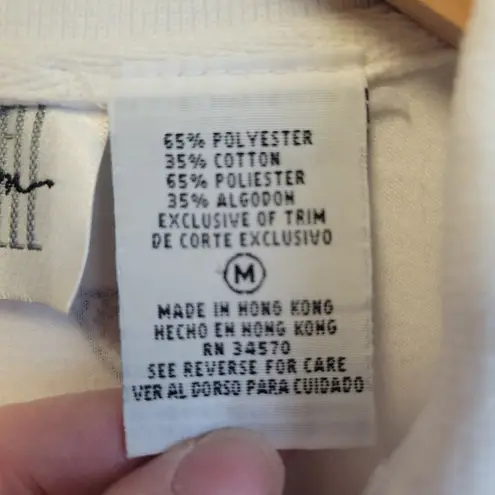 65% POLYESTER
35% COTTON
65% POLIESTER
35% ALGODON
EXCLUSIVE OF TRIM
DE CORTE EXCLUSIVO
M
MADE IN HONG KONG
HECHO EN HONG KONG
RN 34570
SEE REVERSE FOR CARE
VER AL DORSO PARA CUIDADO